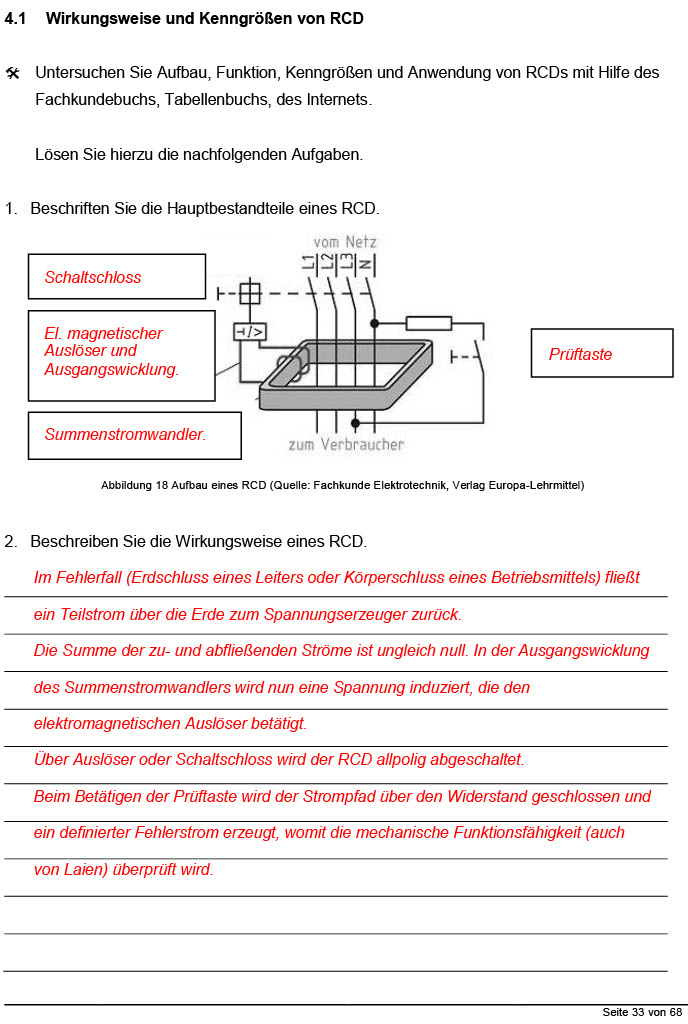 4.1 Wirkungsweise und Kenngrößen von RCD
Untersuchen Sie Aufbau, Funktion, Kenngrößen und Anwendung von RCDs mit Hilfe des
Fachkundebuchs, Tabellenbuchs, des Internets.
Lösen Sie hierzu die nachfolgenden Aufgaben.
1. Beschriften Sie die Hauptbestandteile eines RCD.
vom Netz
L1 L2 L3 N
Schaltschloss
El. magnetischer
Auslöser und
Ausgangswicklung.
Prüftaste
Summenstromwandler.
zum Verbraucher
Abbildung 18 Aufbau eines RCD (Quelle: Fachkunde Elektrotechnik, Verlag Europa-Lehrmittel)
2. Beschreiben Sie die Wirkungsweise eines RCD.
Im Fehlerfall (Erdschluss eines Leiters oder Körperschluss eines Betriebsmittels) fließt
ein Teilstrom über die Erde zum Spannungserzeuger zurück.
Die Summe der zu- und abfließenden Ströme ist ungleich null. In der Ausgangswicklung
des Summenstromwandlers wird nun eine Spannung induziert, die den
elektromagnetischen Auslöser betätigt.
Über Auslöser oder Schaltschloss wird der RCD allpolig abgeschaltet.
Beim Betätigen der Prüftaste wird der Strompfad über den Widerstand geschlossen und
ein definierter Fehlerstrom erzeugt, womit die mechanische Funktionsfähigkeit (auch
von Laien) überprüft wird.
Seite 33 von 68